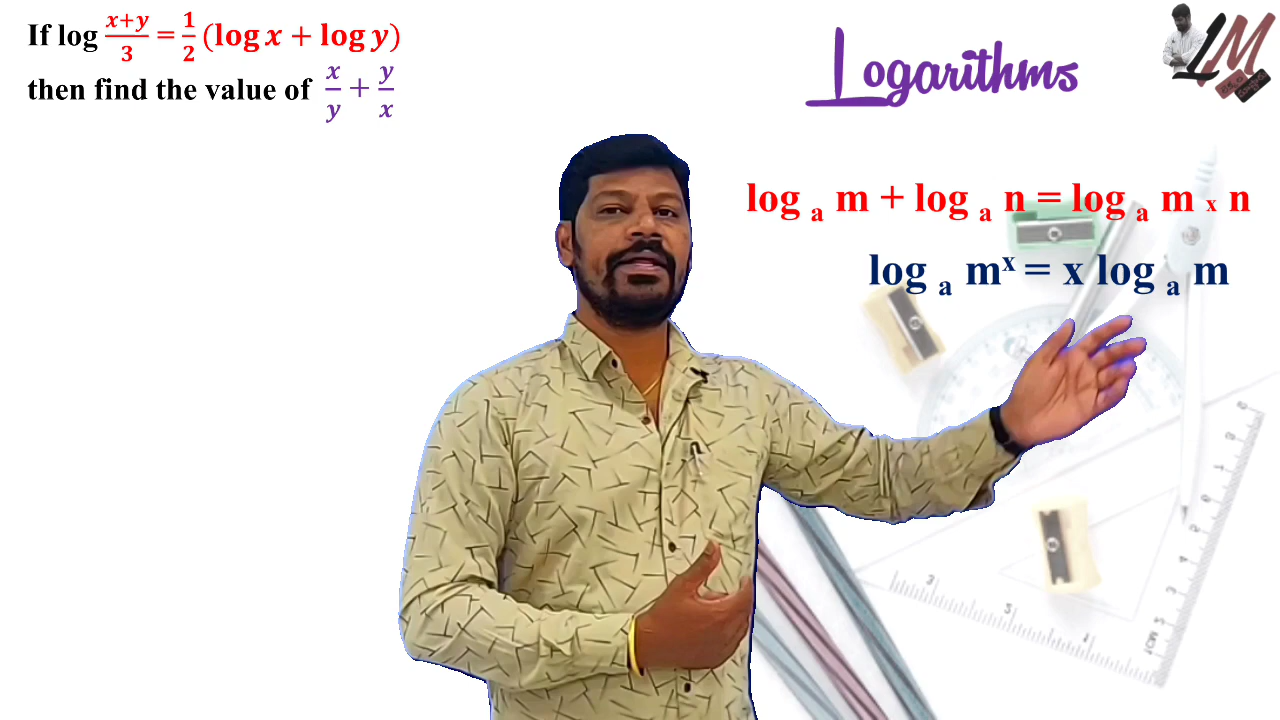 If log (x+y)/3 = 1/2 (log x + log y)
then find the value of x/y + y/x
Logarithms
LM
log a m + log a n = log a m x n
log a mˣ = x log a m